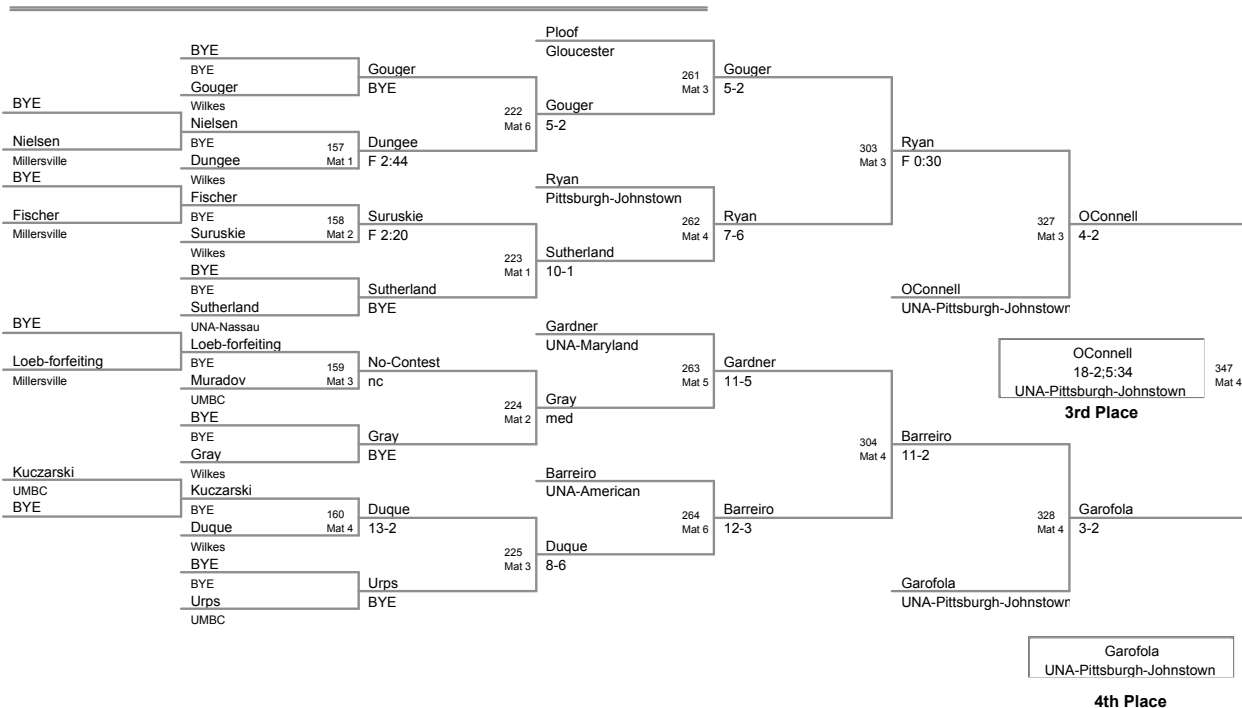 BYE
Nielsen
Millersville
BYE
Fischer
Millersville
BYE
Loeb-forfeiting
Millersville
Kuczarski
UMBC
BYE
BYE
BYE
Gouger
Wilkes
Nielsen
BYE
Dungee
Wilkes
Fischer
BYE
Suruskie
Wilkes
BYE
BYE
Sutherland
UNA-Nassau
Loeb-forfeiting
BYE
Muradov
UMBC
BYE
BYE
Gray
Wilkes
Kuczarski
BYE
Duque
Wilkes
BYE
BYE
Urps
UMBC
157
Mat 1
158
Mat 2
159
Mat 3
160
Mat 4
Gouger
BYE
Dungee
F 2:44
Suruskie
F 2:20
Sutherland
BYE
No-Contest
nc
Gray
BYE
Duque
13-2
Urps
BYE
222
Mat 6
223
Mat 1
224
Mat 2
225
Mat 3
Ploof
Gloucester
Gouger
5-2
Ryan
Pittsburgh-Johnstown
Sutherland
10-1
Gardner
UNA-Maryland
Gray
med
Barreiro
UNA-American
Duque
8-6
261
Mat 3
262
Mat 4
263
Mat 5
264
Mat 6
Gouger
5-2
Ryan
7-6
Gardner
11-5
Barreiro
12-3
303
Mat 3
304
Mat 4
Ryan
F 0:30
OConnell
UNA-Pittsburgh-Johnstown
Barreiro
11-2
Garofola
UNA-Pittsburgh-Johnstown
327
Mat 3
328
Mat 4
OConnell
4-2
Garofola
3-2
OConnell
18-2;5:34
UNA-Pittsburgh-Johnstown
347
Mat 4
3rd Place
Garofola
UNA-Pittsburgh-Johnstown
4th Place